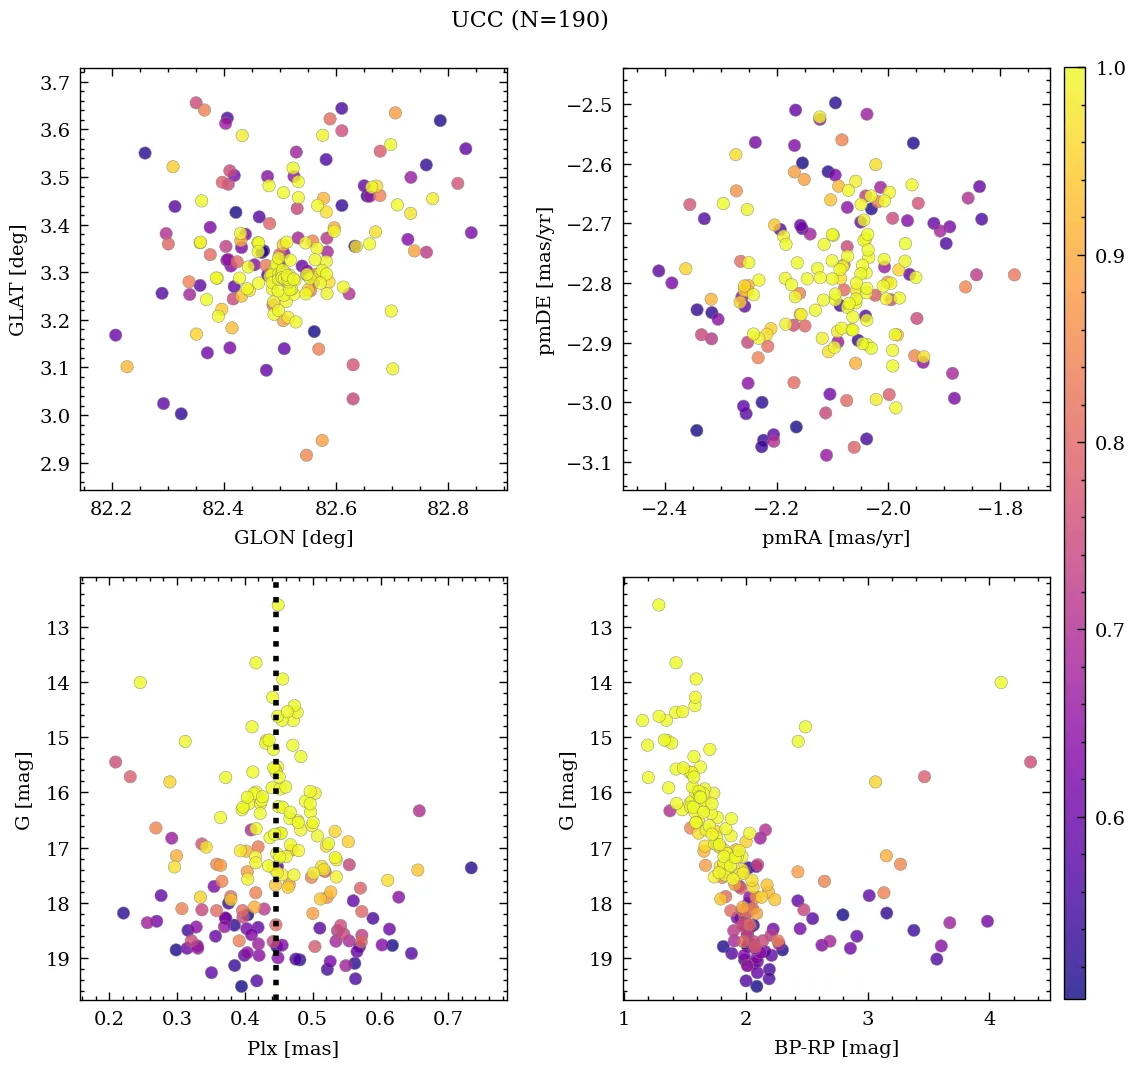 UCC (N=190)
3.7
3.6
3.5
3.4
3.3
3.2
3.1
3.0
2.9
GLAT [deg]
82.2 82.4 82.6 82.8
GLON [deg]
−2.5
−2.6
−2.7
−2.8
−2.9
−3.0
−3.1
pmDE [mas/yr]
−2.4 −2.2 −2.0 −1.8
pmRA [mas/yr]
1.0
0.9
0.8
0.7
0.6
13
14
15
16
17
18
19
G [mag]
0.2 0.3 0.4 0.5 0.6 0.7
Plx [mas]
13
14
15
16
17
18
19
G [mag]
1 2 3 4
BP-RP [mag]